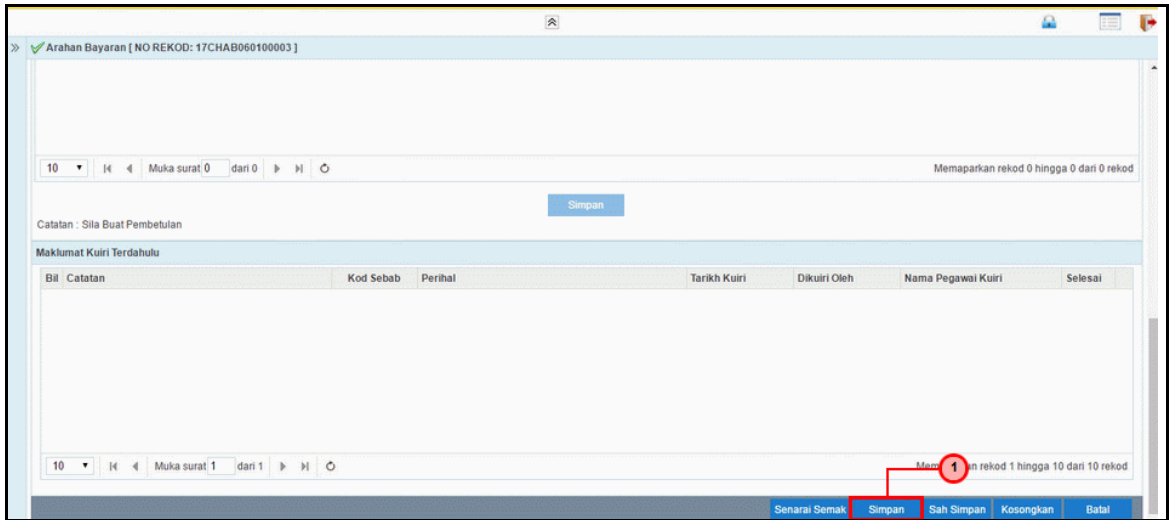 Arahan Bayaran [ NO REKOD: 17CHAB060100003 ]
10 Muka surat 0 dari 0 Memaparkan rekod 0 hingga 0 dari 0 rekod
Simpan
Catatan : Sila Buat Pembetulan
Maklumat Kuiri Terdahulu
Bil Catatan Kod Sebab Perihal Tarikh Kuiri Dikuiri Oleh Nama Pegawai Kuiri Selesai
10 Muka surat 1 dari 1 rekod 1 hingga 10 dari 10 rekod
1
Senarai Semak Simpan Sah Simpan Kosongkan Batal